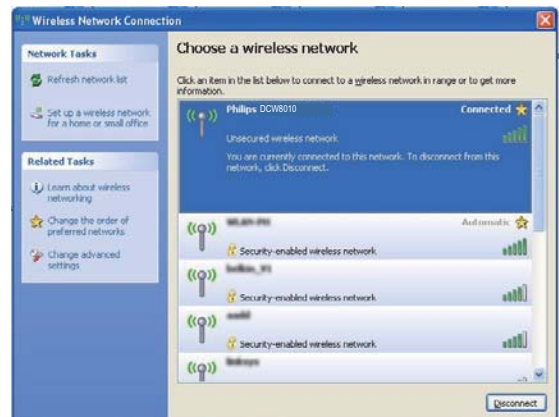 Wireless Network Connection
Network Tasks
Refresh network list
Set up a wireless network
for a home or small office
Related Tasks
Learn about wireless
networking
Change the order of
preferred networks
Change advanced
settings
Choose a wireless network
Click an item in the list below to connect to a wireless network in range or to get more
information.
Philips DCW8010
Connected
Unsecured wireless network
You are currently connected to this network. To disconnect from this
network, click Disconnect.
Automatic
Security-enabled wireless network
Security-enabled wireless network
Security-enabled wireless network
Disconnect